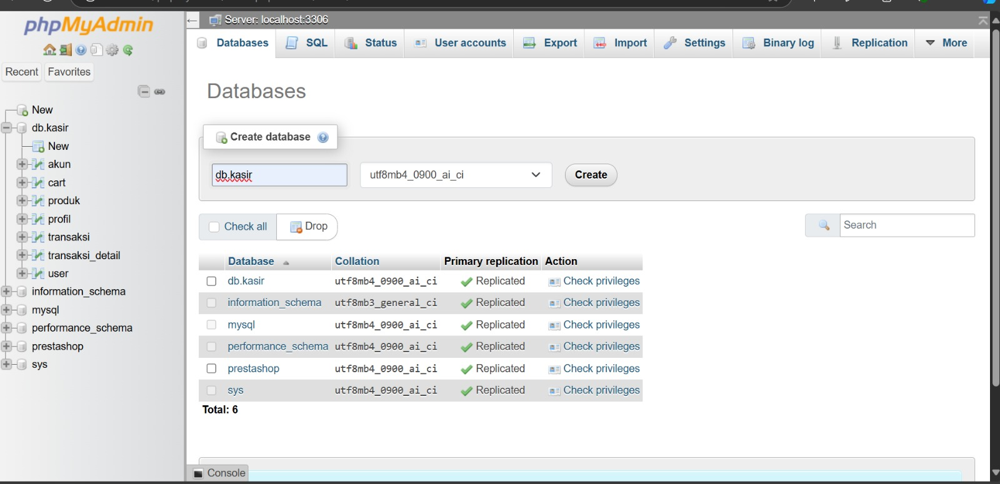 phpMyAdmin
Recent
Favorites
New
db.kasir
New
akun
cart
produk
profil
transaksi
transaksi_detail
user
information_schema
mysql
performance_schema
prestashop
sys
Server: localhost:3306
Databases
SQL
Status
User accounts
Export
Import
Settings
Binary log
Replication
More
Databases
Create database
db.kasir
utf8mb4_0900_ai_ci
Create
Check all
Drop
Search
Database Collation Primary replication Action
db.kasir utf8mb4_0900_ai_ci Replicated Check privileges
information_schema utf8mb3_general_ci Replicated Check privileges
mysql utf8mb4_0900_ai_ci Replicated Check privileges
performance_schema utf8mb4_0900_ai_ci Replicated Check privileges
prestashop utf8mb4_0900_ai_ci Replicated Check privileges
sys utf8mb4_0900_ai_ci Replicated Check privileges
Total: 6
Console